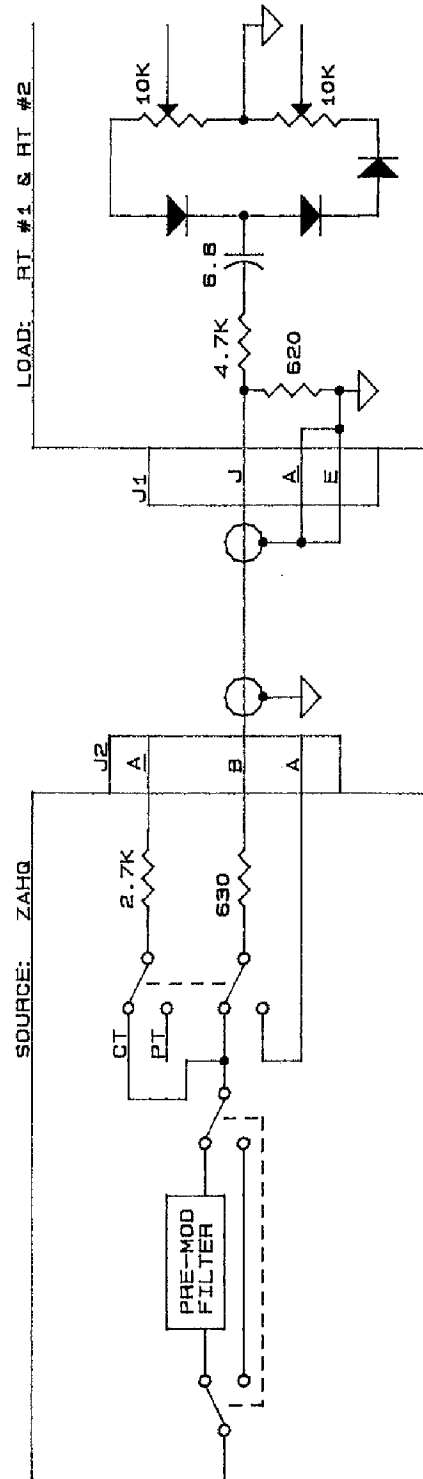 SOURCE: ZAHQ
PRE-MOD
FILTER
CT
PT
2.7K
630
J2
A
B
A
LOAD: RT #1 & RT #2
J1
J
A
E
4.7K
620
6.8
10K
10K